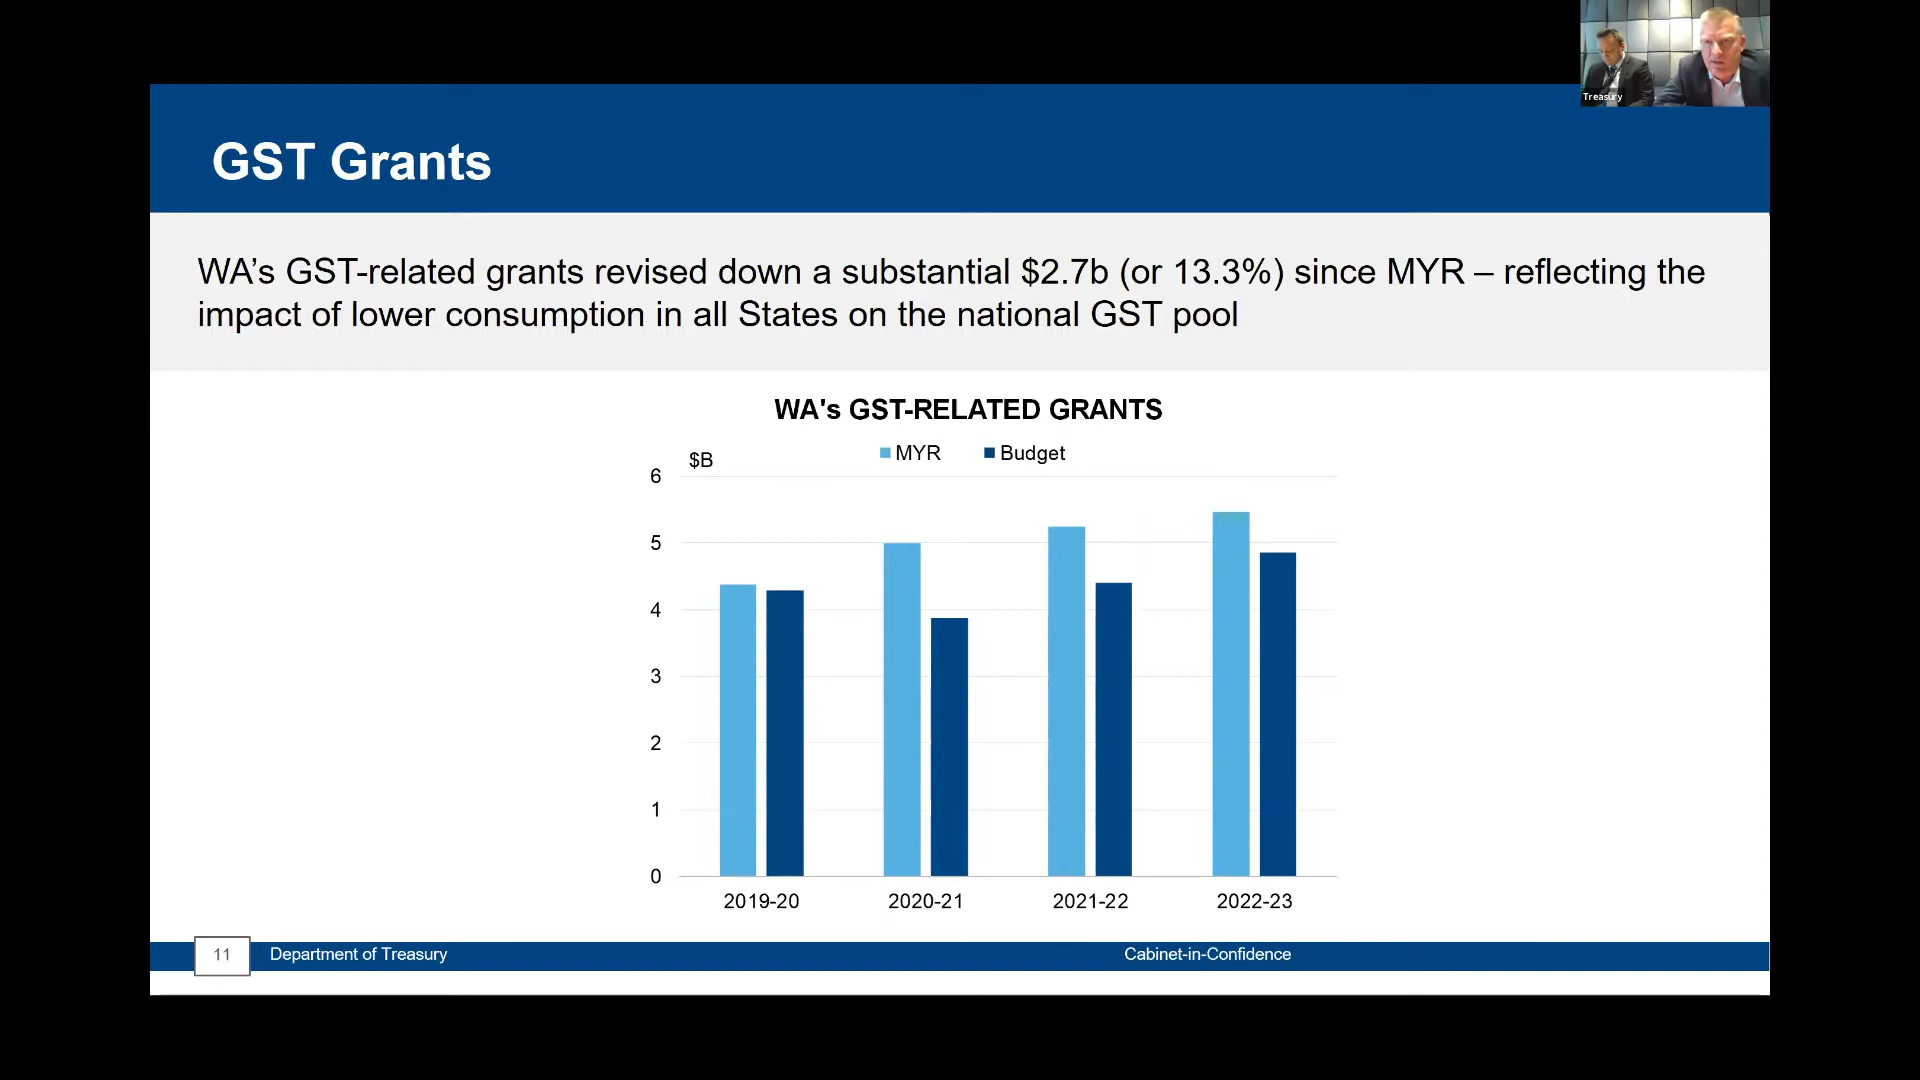 Treasury
GST Grants
WA’s GST-related grants revised down a substantial $2.7b (or 13.3%) since MYR – reflecting the
impact of lower consumption in all States on the national GST pool
WA's GST-RELATED GRANTS
MYR Budget
$B
6
5
4
3
2
1
0
2019-20 2020-21 2021-22 2022-23
11 Department of Treasury Cabinet-in-Confidence